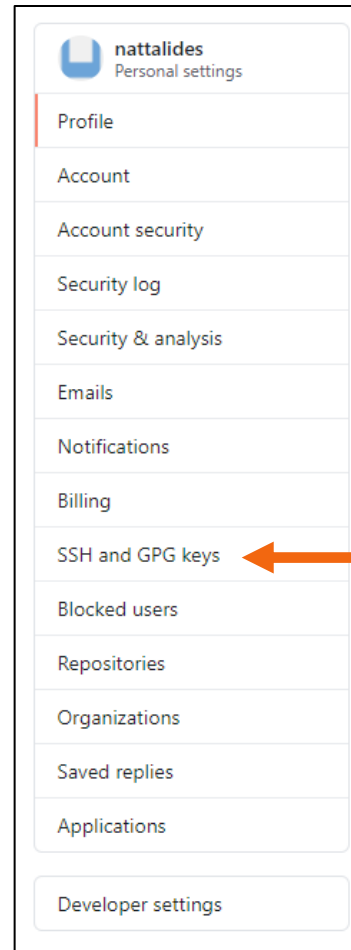 nattalides
Personal settings
Profile
Account
Account security
Security log
Security & analysis
Emails
Notifications
Billing
SSH and GPG keys
Blocked users
Repositories
Organizations
Saved replies
Applications
Developer settings